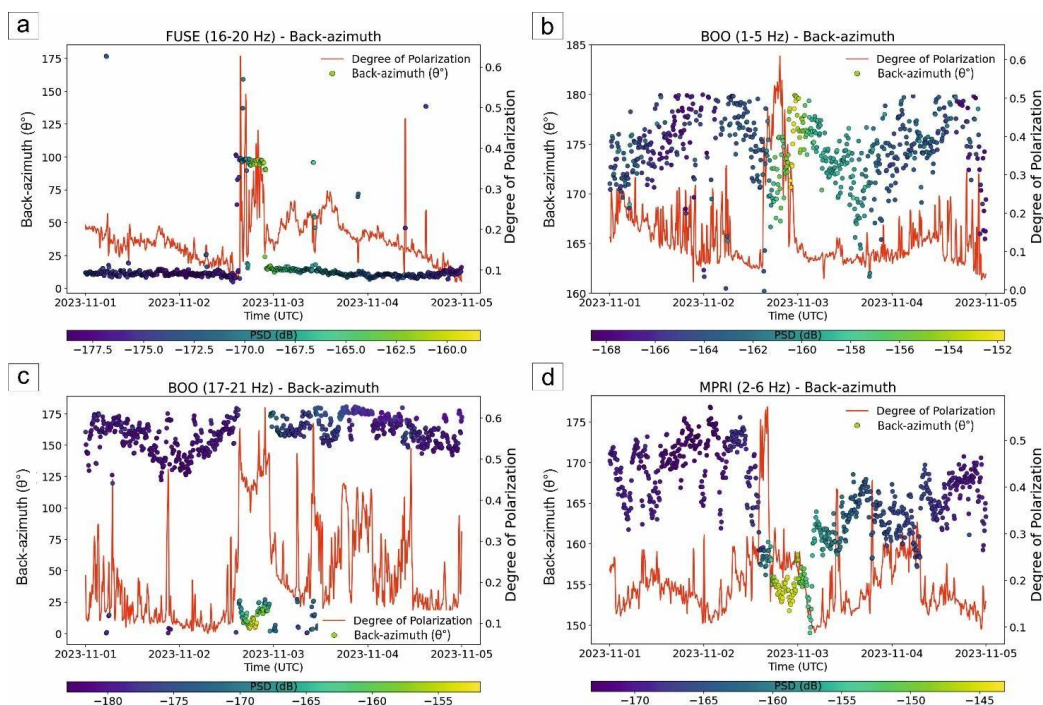 a
FUSE (16-20 Hz) - Back-azimuth
Back-azimuth (θ°)
175
150
125
100
75
50
25
0
Degree of Polarization
Back-azimuth (θ°)
0.6
0.5
0.4
0.3
0.2
0.1
Degree of Polarization
2023-11-01 2023-11-02 2023-11-03 2023-11-04 2023-11-05
Time (UTC)
PSD (dB)
−177.5 −175.0 −172.5 −170.0 −167.5 −165.0 −162.5 −160.0
b
BOO (1-5 Hz) - Back-azimuth
Back-azimuth (θ°)
185
180
175
170
165
160
Degree of Polarization
Back-azimuth (θ°)
0.6
0.5
0.4
0.3
0.2
0.1
0.0
Degree of Polarization
2023-11-01 2023-11-02 2023-11-03 2023-11-04 2023-11-05
Time (UTC)
PSD (dB)
−168 −166 −164 −162 −160 −158 −156 −154 −152
c
BOO (17-21 Hz) - Back-azimuth
Back-azimuth (θ°)
175
150
125
100
75
50
25
0
Degree of Polarization
Back-azimuth (θ°)
0.6
0.5
0.4
0.3
0.2
0.1
Degree of Polarization
2023-11-01 2023-11-02 2023-11-03 2023-11-04 2023-11-05
Time (UTC)
PSD (dB)
−180 −175 −170 −165 −160 −155
d
MPRI (2-6 Hz) - Back-azimuth
Back-azimuth (θ°)
175
170
165
160
155
150
Degree of Polarization
Back-azimuth (θ°)
0.5
0.4
0.3
0.2
0.1
Degree of Polarization
2023-11-01 2023-11-02 2023-11-03 2023-11-04 2023-11-05
Time (UTC)
PSD (dB)
−170 −165 −160 −155 −150 −145